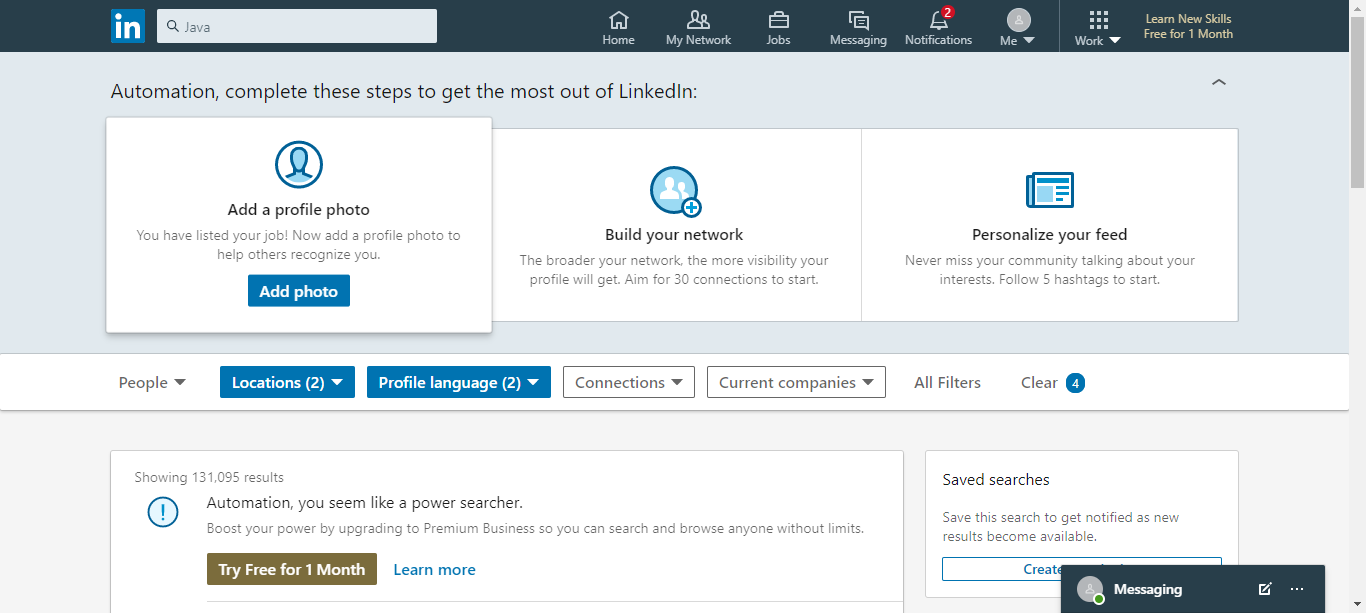 in
Java
Home
My Network
Jobs
Messaging
2
Notifications
Me
Work
Learn New Skills
Free for 1 Month
Automation, complete these steps to get the most out of LinkedIn:
Add a profile photo
You have listed your job! Now add a profile photo to
help others recognize you.
Add photo
Build your network
The broader your network, the more visibility your
profile will get. Aim for 30 connections to start.
Personalize your feed
Never miss your community talking about your
interests. Follow 5 hashtags to start.
People
Locations (2)
Profile language (2)
Connections
Current companies
All Filters
Clear 4
Showing 131,095 results
Automation, you seem like a power searcher.
Boost your power by upgrading to Premium Business so you can search and browse anyone without limits.
Try Free for 1 Month
Learn more
Saved searches
Save this search to get notified as new
results become available.
Create
Messaging